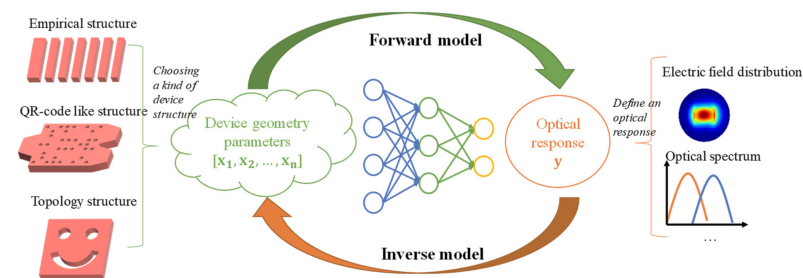 Empirical structure
QR-code like structure
Topology structure
Choosing
a kind of
device
structure
Device geometry
parameters
[x₁, x₂, ..., xₙ]
Forward model
Inverse model
Optical
response
y
Define an
optical
response
Electric field distribution
Optical spectrum
...